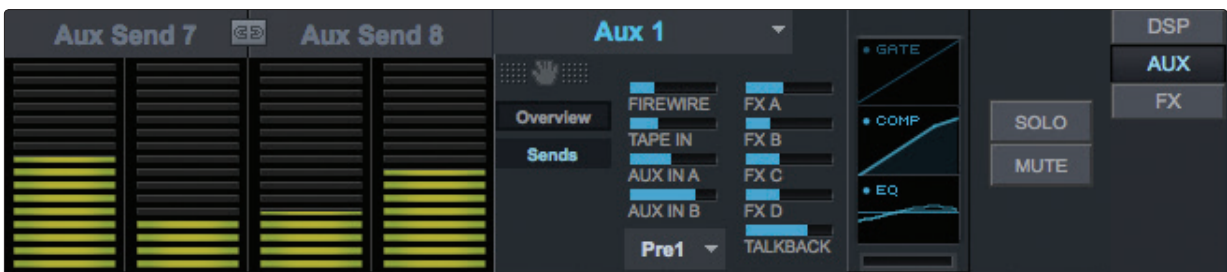 Aux Send 7
Aux Send 8
Aux 1
Overview
Sends
FIREWIRE
FX A
TAPE IN
FX B
AUX IN A
FX C
AUX IN B
FX D
Pre1
TALKBACK
GATE
COMP
EQ
SOLO
MUTE
DSP
AUX
FX